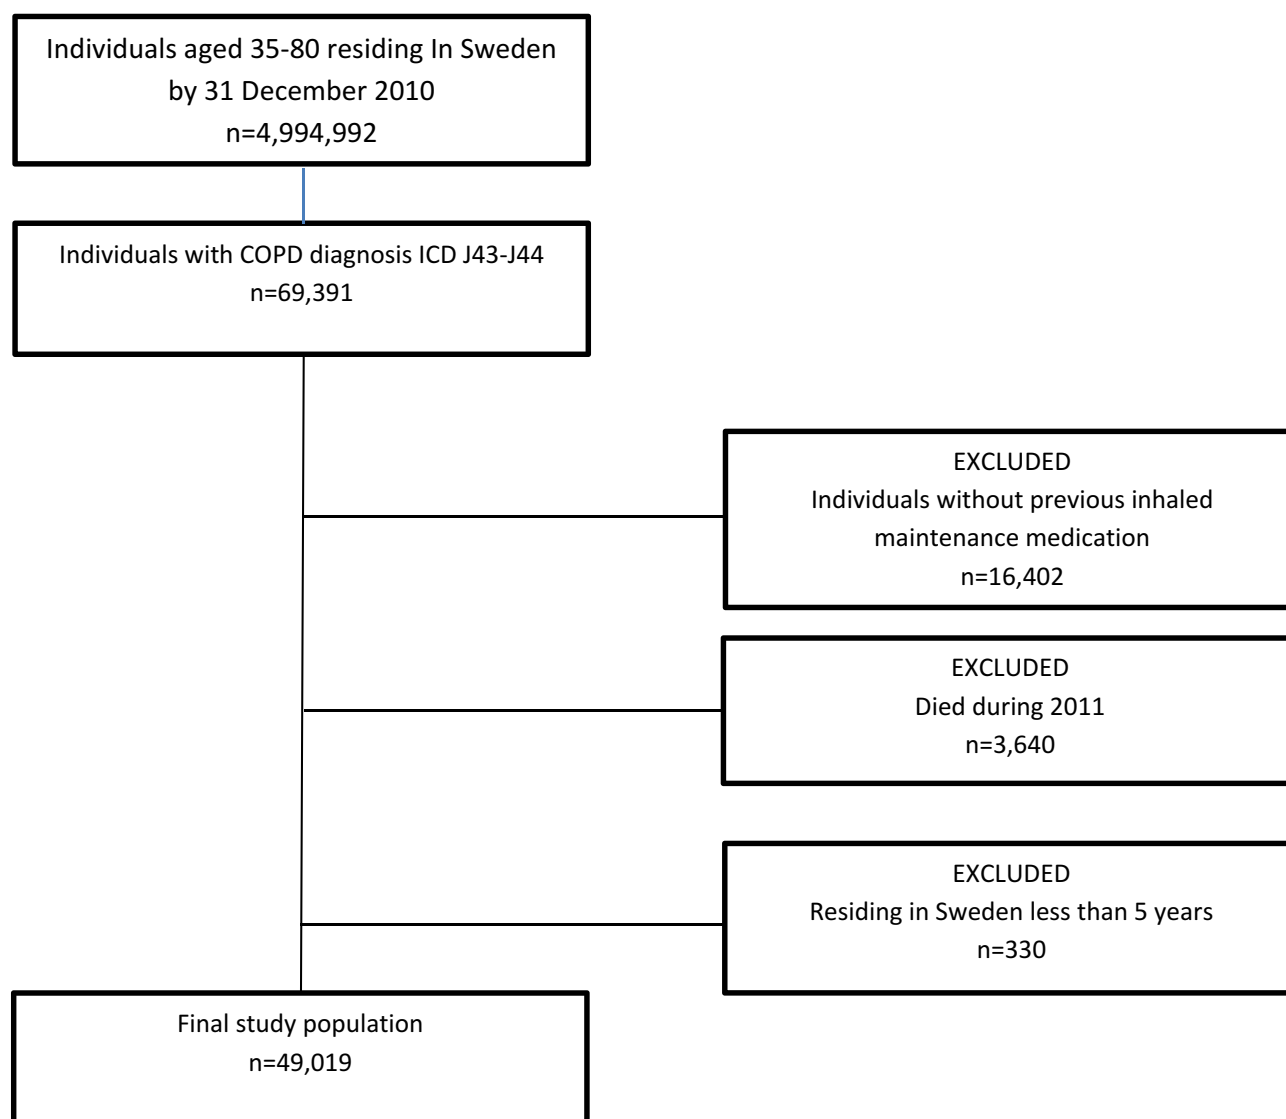 Individuals aged 35-80 residing In Sweden
by 31 December 2010
n=4,994,992
Individuals with COPD diagnosis ICD J43-J44
n=69,391
EXCLUDED
Individuals without previous inhaled
maintenance medication
n=16,402
EXCLUDED
Died during 2011
n=3,640
EXCLUDED
Residing in Sweden less than 5 years
n=330
Final study population
n=49,019